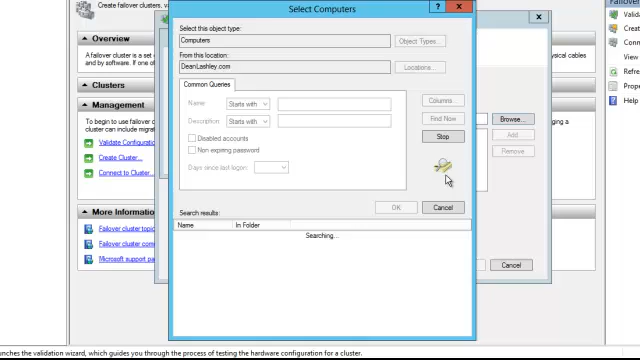 Create failover clusters, va
Select Computers
?
Failover
Select this object type:
Computers
Object Types...
From this location:
DeanLashley.com
Locations...
Common Queries
Name:
Starts with
Description:
Starts with
Disabled accounts
Non expiring password
Days since last logon:
Columns...
Find Now
Stop
OK
Cancel
Search results:
Name
In Folder
Searching...
Overview
A failover cluster is a set
and by software). If one of
ysical cables
Clusters
Management
To begin to use failover c
cluster can include migrati
Validate Configuratio
Create Cluster...
Connect to Cluster...
More Informatio
Failover cluster topic
Failover cluster com
Microsoft support pa
Browse...
Add
Remove
Cancel
Valida
Creat
Conn
View
Refre
Prope
Help
unches the validation wizard, which guides you through the process of testing the hardware configuration for a cluster.